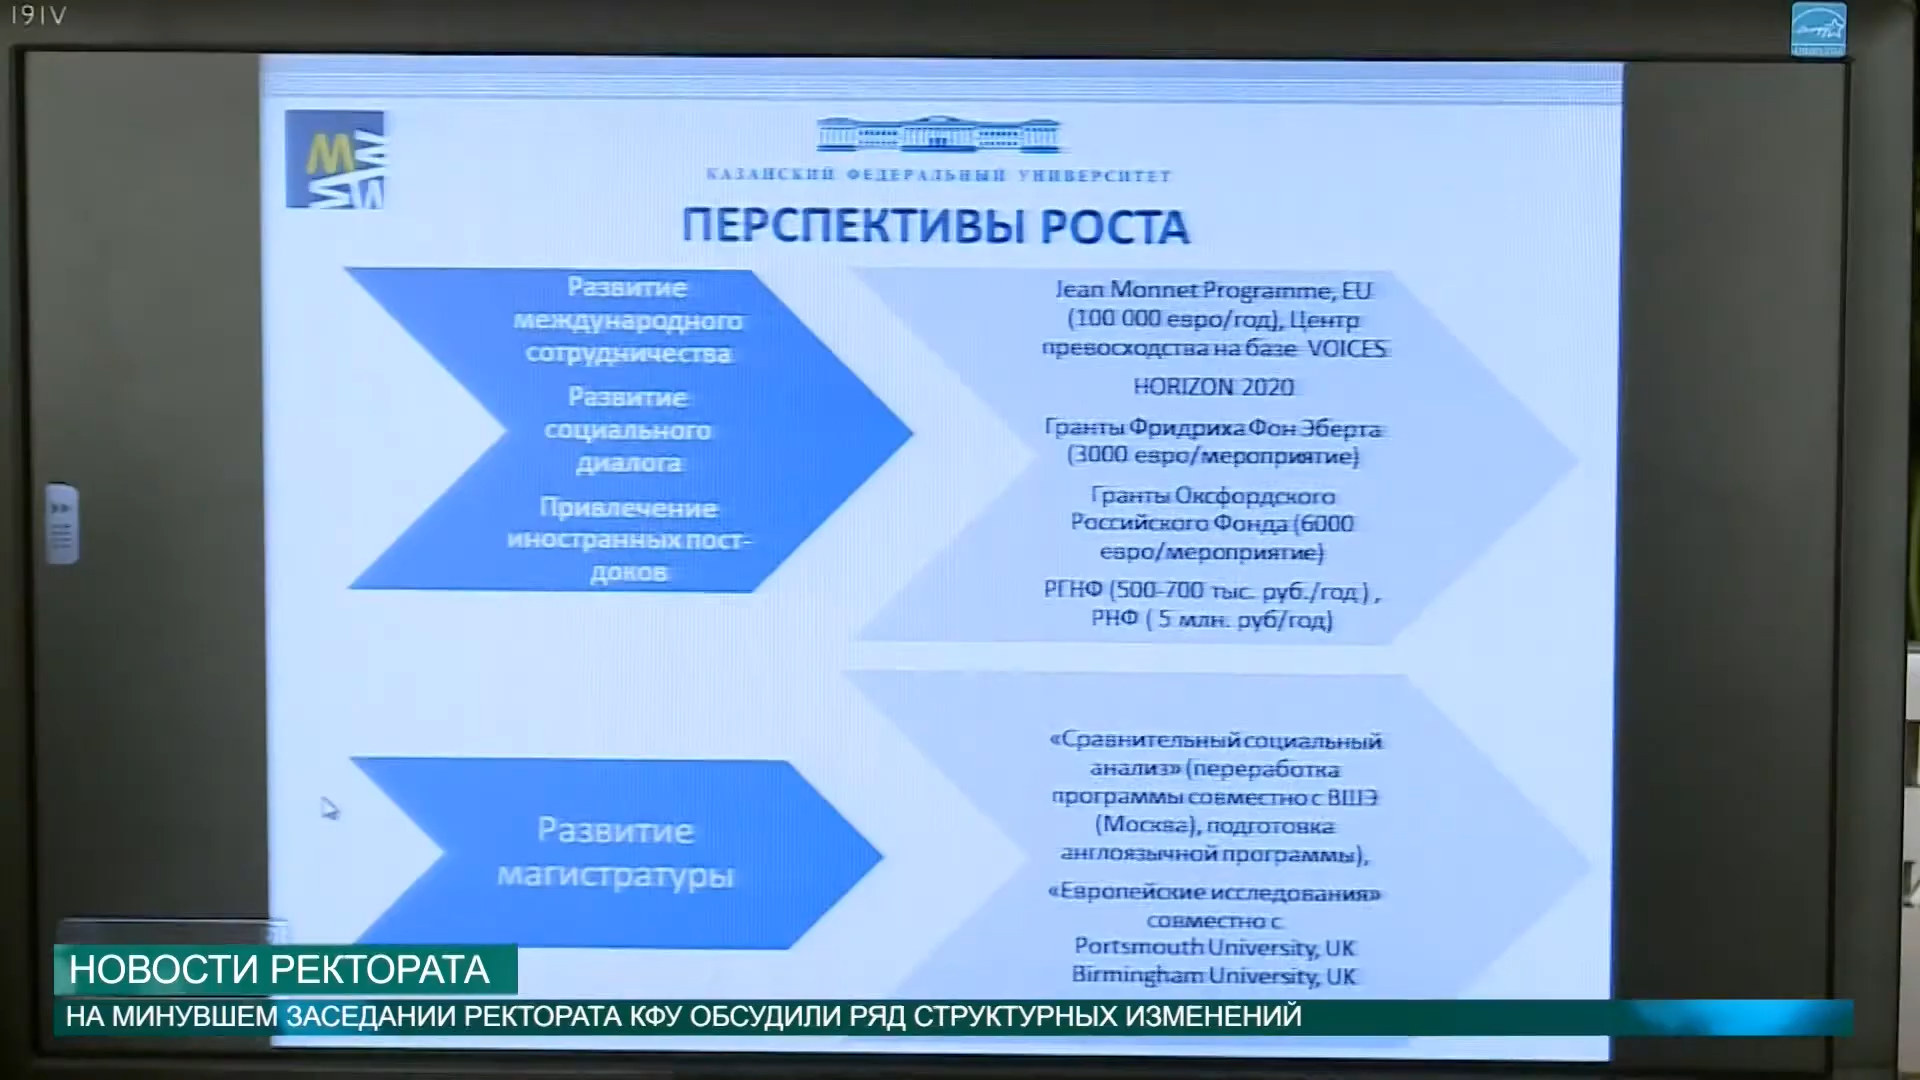 КАЗАНСКИЙ ФЕДЕРАЛЬНЫЙ УНИВЕРСИТЕТ
ПЕРСПЕКТИВЫ РОСТА
Развитие
международного
сотрудничества
Развитие
социального
диалога
Привлечение
иностранных пост-
доков
Jean Monnet Programme, EU
(100 000 евро/год), Центр
превосходства на базе VOICES
HORIZON 2020
Гранты Фридриха Фон Эберта
(3000 евро/мероприятие)
Гранты Оксфордского
Российского Фонда (6000
евро/мероприятие)
РГНФ (500-700 тыс. руб./год ) ,
РНФ ( 5 млн. руб/год)
Развитие
магистратуры
«Сравнительный социальный
анализ» (переработка
программы совместно с ВШЭ
(Москва), подготовка
англоязычной программы),
«Европейские исследования»
совместно с
Portsmouth University, UK
Birmingham University, UK
НОВОСТИ РЕКТОРАТА
НА МИНУВШЕМ ЗАСЕДАНИИ РЕКТОРАТА КФУ ОБСУДИЛИ РЯД СТРУКТУРНЫХ ИЗМЕНЕНИЙ